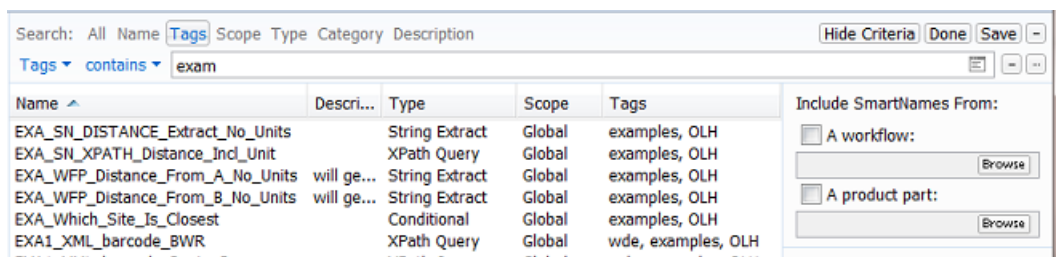 Search: All Name Tags Scope Type Category Description Hide Criteria Done Save
Tags contains exam
Name Descri... Type Scope Tags Include SmartNames From:
EXA_SN_DISTANCE_Extract_No_Units String Extract Global examples, OLH
A workflow:
EXA_SN_XPATH_Distance_Incl_Unit XPath Query Global examples, OLH
Browse
EXA_WFP_Distance_From_A_No_Units will ge... String Extract Global examples, OLH
EXA_WFP_Distance_From_B_No_Units will ge... String Extract Global examples, OLH
A product part:
EXA_Which_Site_Is_Closest Conditional Global examples, OLH
Browse
EXA1_XML_barcode_BWR XPath Query Global wde, examples, OLH